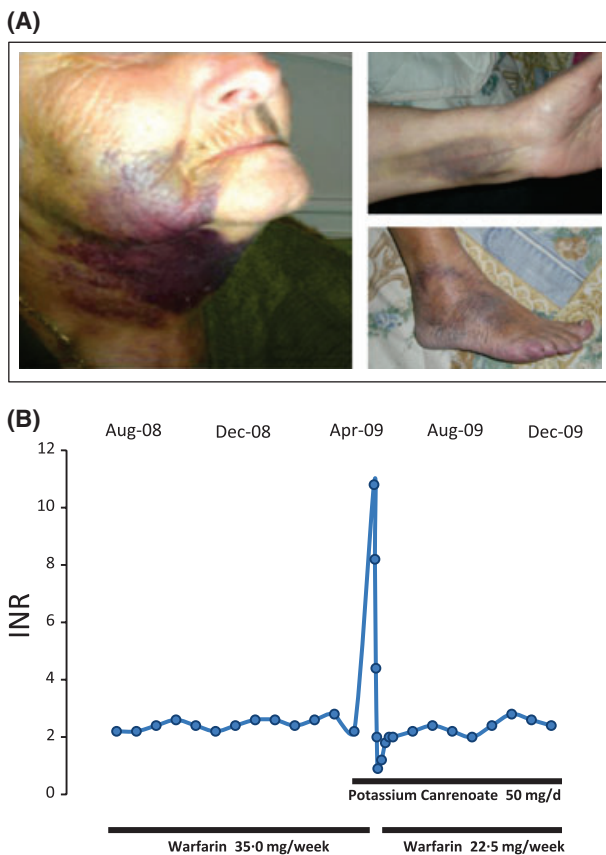 (A)
(B)
Aug-08 Dec-08 Apr-09 Aug-09 Dec-09
12
10
8
6
4
2
0
INR
Potassium Canrenoate 50 mg/d
Warfarin 35·0 mg/week Warfarin 22·5 mg/week